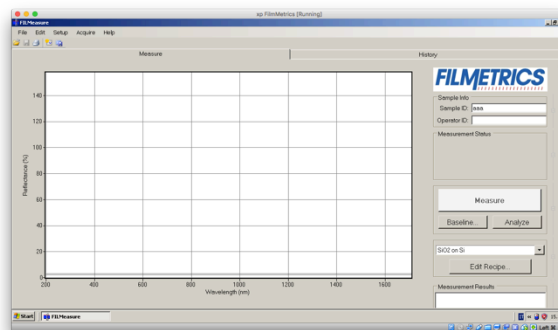 xp FilmMetrics [Running]
FILMeasure
File Edit Setup Acquire Help
Measure History
FILMETRICS
Sample Info
Sample ID: aaa
Operator ID:
Measurement Status
Measure
Baseline... Analyze
SiO2 on Si
Edit Recipe...
Measurement Results
Reflectance (%)
140
120
100
80
60
40
20
0
200 400 600 800 1000 1200 1400 1600
Wavelength (nm)
Start FILMeasure